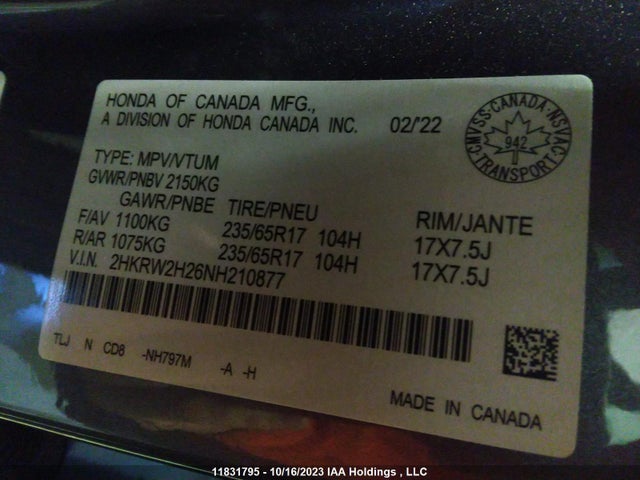 HONDA OF CANADA MFG.,
A DIVISION OF HONDA CANADA INC. 02/'22
CMVSS·CANADA·NSVAC
942
TRANSPORT
TYPE: MPV/VTUM
GVWR/PNBV 2150KG
GAWR/PNBE TIRE/PNEU RIM/JANTE
F/AV 1100KG 235/65R17 104H 17X7.5J
R/AR 1075KG 235/65R17 104H 17X7.5J
V.I.N. 2HKRW2H26NH210877
TLJ N CD8 -NH797M -A -H
MADE IN CANADA
11831795 - 10/16/2023 IAA Holdings , LLC